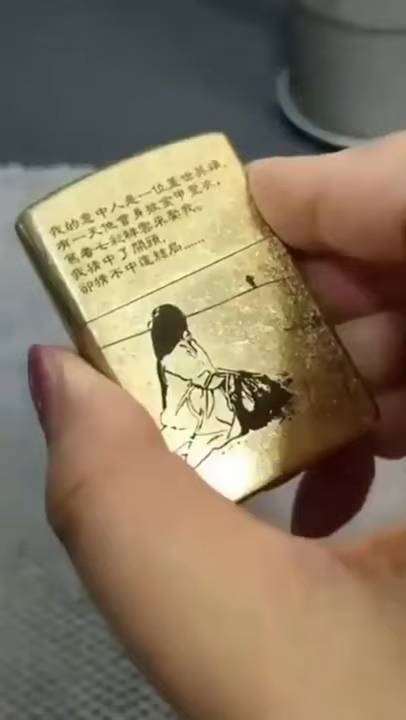 我的意中人是一位蓋世英雄,
有一天他會身披金甲聖衣,
駕著七彩祥雲來娶我。
我猜中了開頭,
卻猜不中這結局……